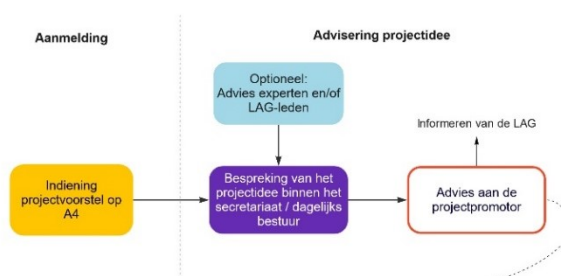 Aanmelding
Advisering projectidee
Optioneel:
Advies experten en/of
LAG-leden
Informeren van de LAG
Indiening
projectvoorstel op
A4
Bespreking van het
projectidee binnen het
secretariaat / dagelijks
bestuur
Advies aan de
projectpromotor